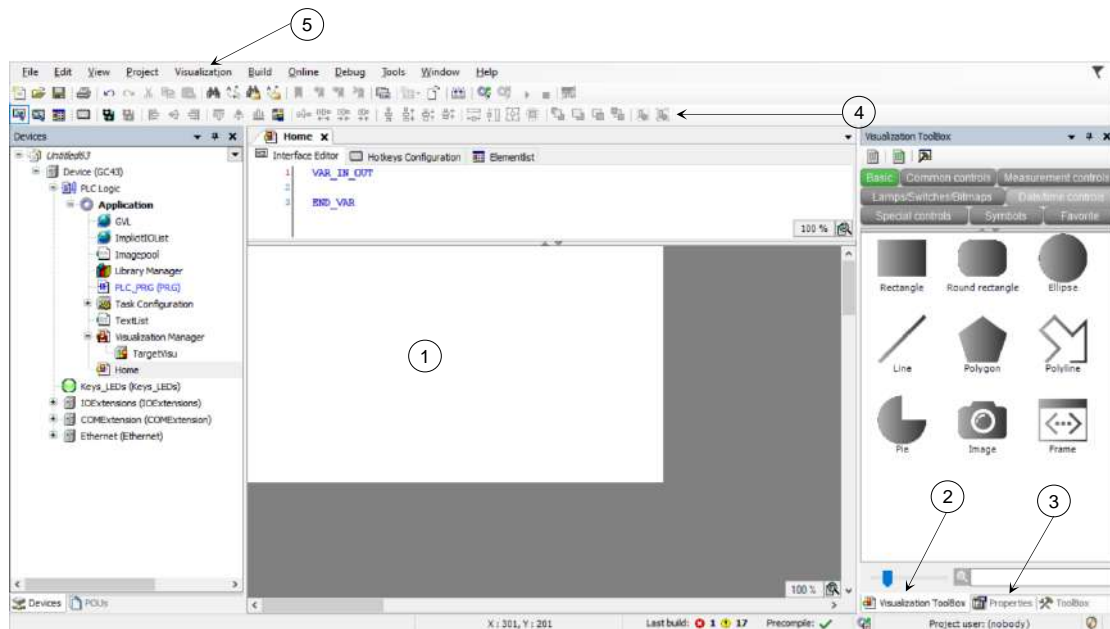 5
File Edit View Project Visualization Build Online Debug Tools Window Help
4
Devices
Home
Visualization ToolBox
Untitled63
Interface Editor Hotkeys Configuration Elementlist
Device (GC43)
1 VAR_IN_OUT
Basic Common controls Measurement controls
PLC Logic
2
Lamps/Switches/Bitmaps Date/time controls
Application
3 END_VAR
Special controls Symbols Favorite
GVL
100 %
ImplicitIOList
Imagepool
Library Manager
Rectangle Round rectangle Ellipse
PLC_PRG (PRG)
Task Configuration
TextList
Visualization Manager
TargetVisu
1
Line Polygon Polyline
Home
Keys_LEDs (Keys_LEDs)
IOExtensions (IOExtensions)
COMExtension (COMExtension)
Ethernet (Ethernet)
Pie Image Frame
2
3
100 %
Devices POUs
Visualization ToolBox Properties ToolBox
X : 301, Y : 201 Last build: 1 17 Precompile: Project user: (nobody)